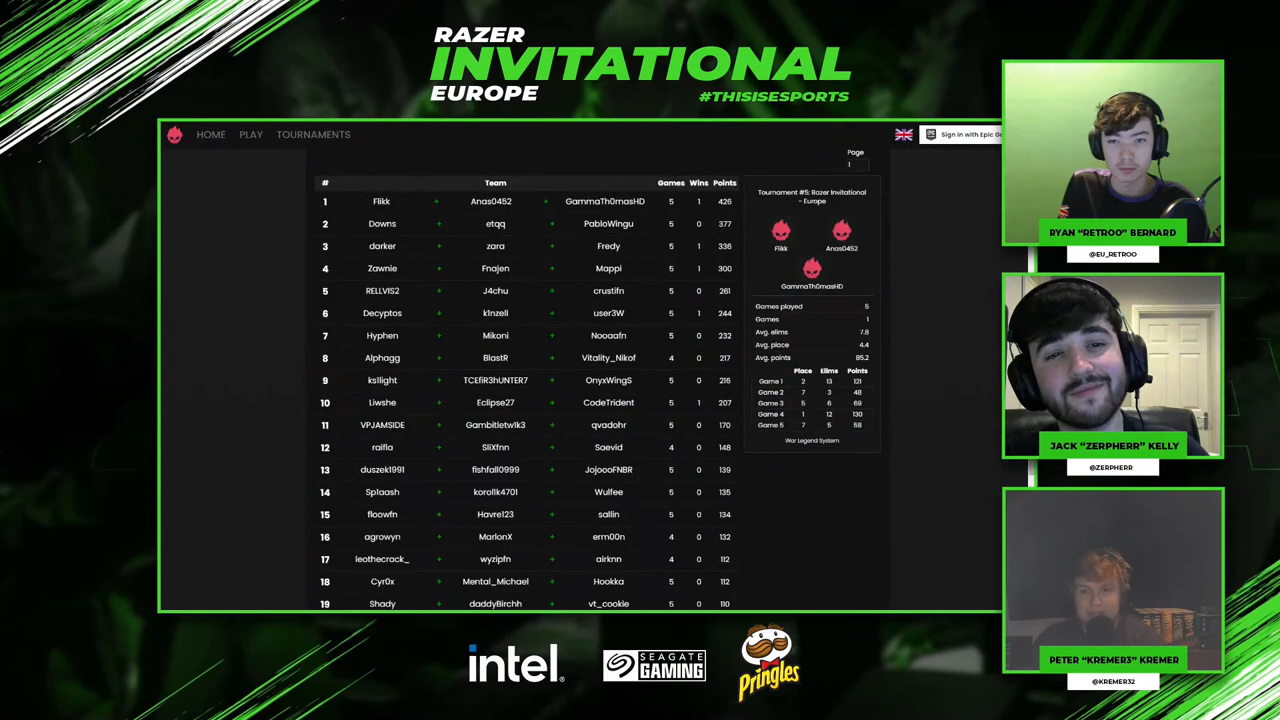 RAZER
INVITATIONAL
EUROPE
#THISISESPORTS
HOME PLAY TOURNAMENTS
Sign in with Epic Ga
Page
1
# Team Games Wins Points
1 Flikk + Anas0452 + GammaTh0masHD 5 1 426
2 Downs + etqq + PabloWingu 5 0 377
3 darker + zara + Fredy 5 1 336
4 Zawnie + Fnajen + Mappi 5 1 300
5 RELLVIS2 + J4chu + crustifn 5 0 261
6 Decyptos + k1nzell + user3W 5 1 244
7 Hyphen + Mikoni + Nooaafn 5 0 232
8 Alphagg + BlastR + Vitality_Nikof 4 0 217
9 ks1light + TCEfiR3hUNTER7 + OnyxWingS 5 0 216
10 Liwshe + Eclipse27 + CodeTrident 5 1 207
11 VPJAMSIDE + Gambitletw1k3 + qvadohr 5 0 170
12 raifla + SliXfnn + Saevid 4 0 148
13 duszek1991 + fishfall0999 + JojoooFNBR 5 0 139
14 Sp1aash + korol1k4701 + Wulfee 5 0 135
15 floowfn + Havre123 + sallin 5 0 134
16 agrowyn + MarlonX + erm00n 4 0 132
17 leothecrack_ + wyzipfn + airknn 4 0 112
18 Cyr0x + Mental_Michael + Hookka 5 0 112
19 Shady + daddyBirchh + vt_cookie 5 0 110
Tournament #5: Razer Invitational
- Europe
Flikk Anas0452
GammaTh0masHD
Games played 5
Games 1
Avg. elims 7.8
Avg. place 4.4
Avg. points 85.2
Place Elims Points
Game 1 2 13 121
Game 2 7 3 48
Game 3 5 6 69
Game 4 1 12 130
Game 5 7 5 58
War Legend System
RYAN “RETROO” BERNARD
@EU_RETROO
JACK “ZERPHERR” KELLY
@ZERPHERR
PETER “KREMER3” KREMER
@KREMER32
intel.
SEAGATE
GAMING
Pringles